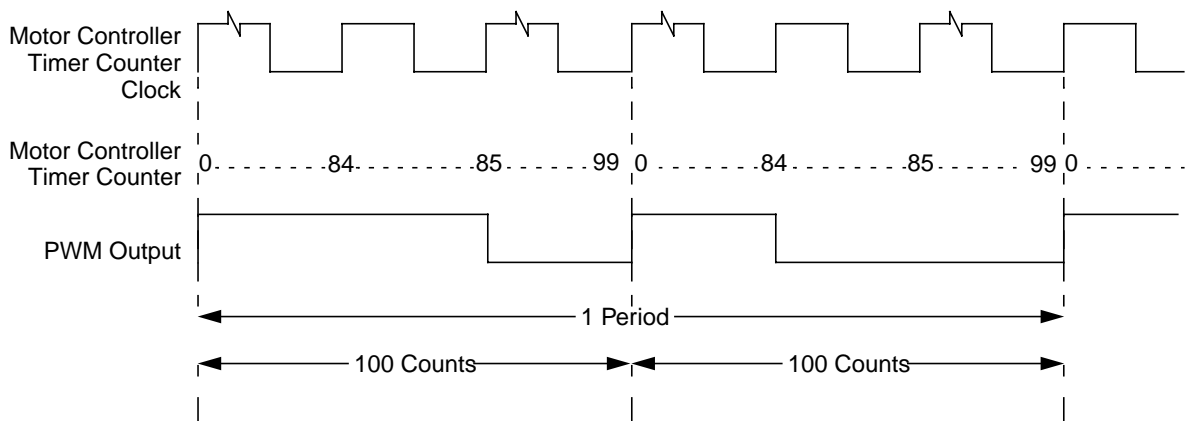 Motor Controller
Timer Counter
Clock
Motor Controller
Timer Counter
0 84 85 99 0 84 85 99 0
PWM Output
1 Period
100 Counts 100 Counts